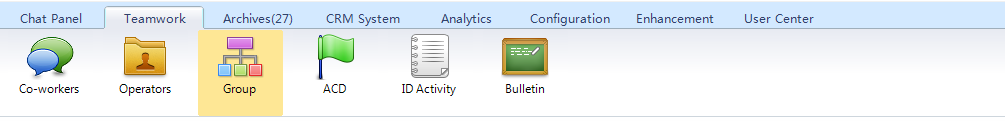 Chat Panel Teamwork Archives(27) CRM System Analytics Configuration Enhancement User Center
Co-workers Operators Group ACD ID Activity Bulletin